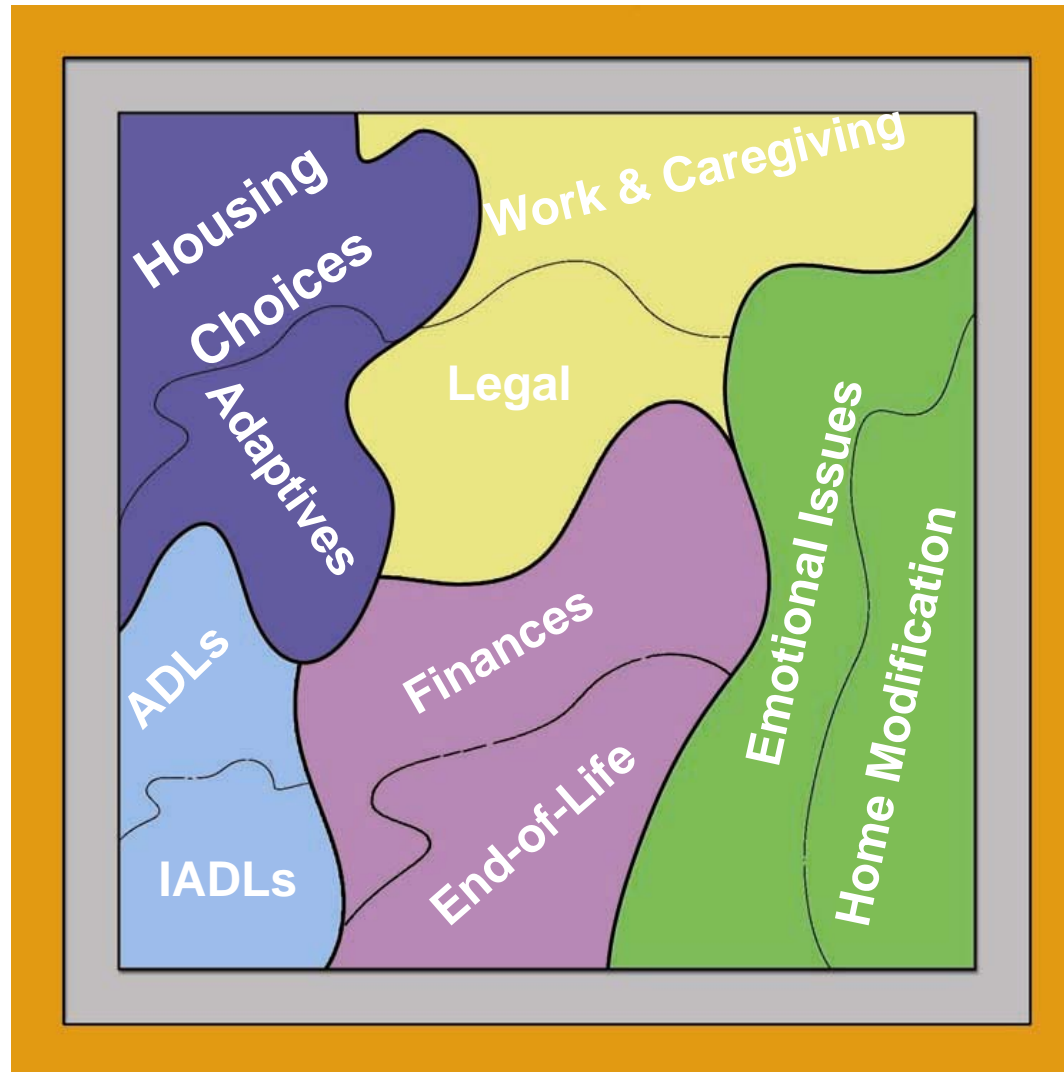 Housing
Choices
Adaptives
Work & Caregiving
Legal
ADLs
IADLs
Finances
End-of-Life
Emotional Issues
Home Modification